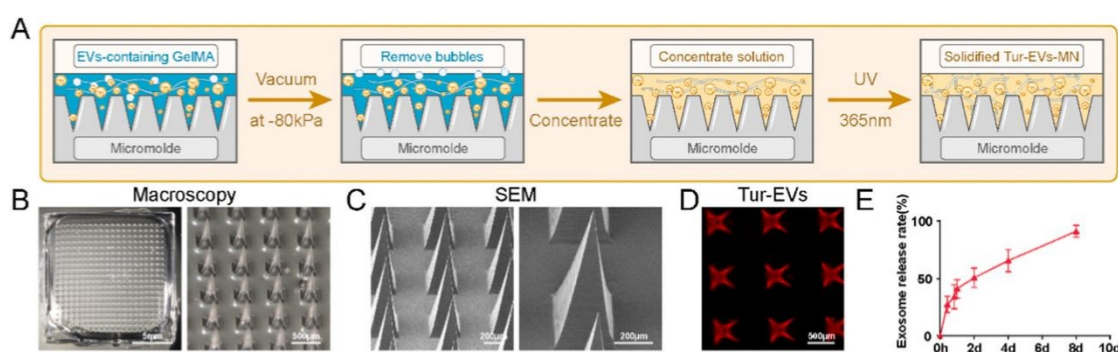 A
EVs-containing GelMA
Remove bubbles
Concentrate solution
Solidified Tur-EVs-MN
Vacuum
at -80kPa
Concentrate
UV
365nm
Micromolde
Micromolde
Micromolde
Micromolde
B
Macroscopy
C
SEM
D
Tur-EVs
E
500μm
200μm
200μm
500μm
Exosome release rate(%)
100
50
0
0h
2d
4d
6d
8d
10d